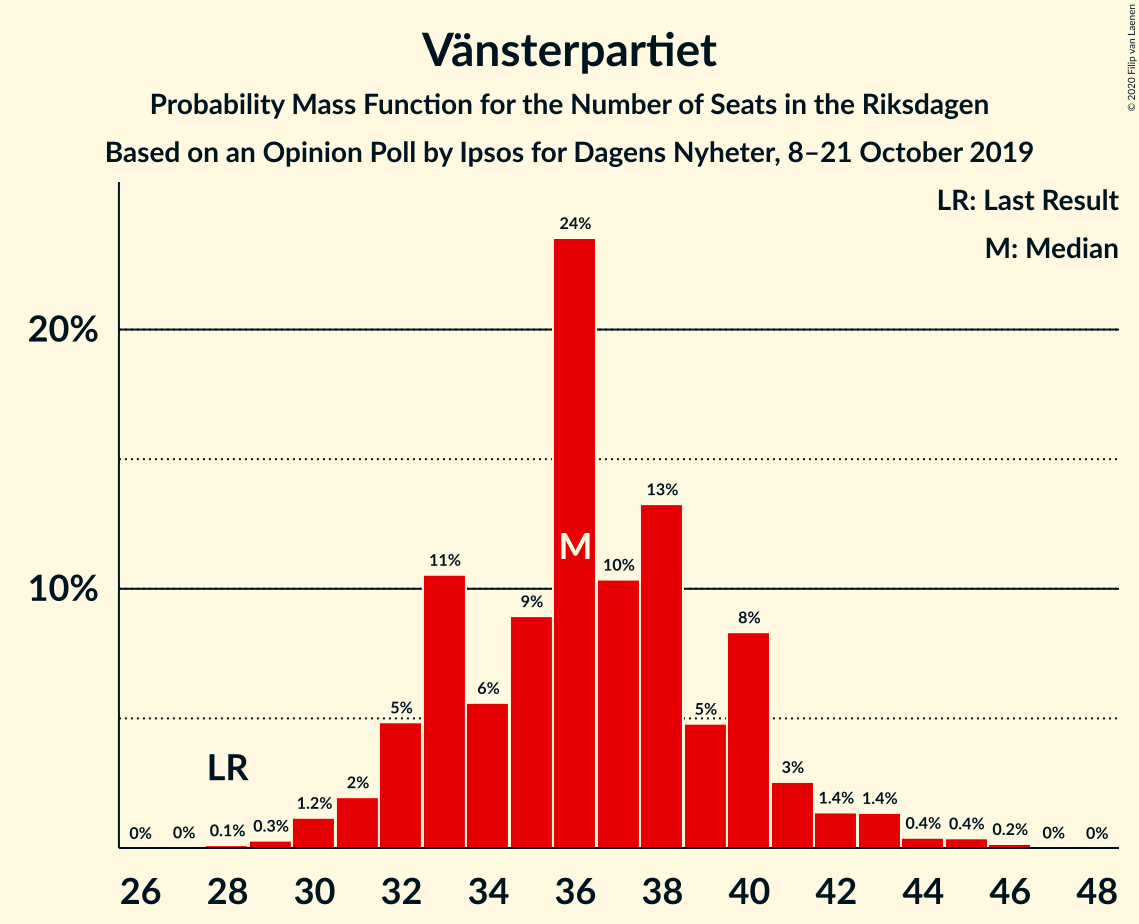 Vänsterpartiet
Probability Mass Function for the Number of Seats in the Riksdagen
Based on an Opinion Poll by Ipsos for Dagens Nyheter, 8–21 October 2019
© 2020 Filip van Laenen
LR: Last Result
M: Median
20%
10%
0% 0% 0.1% 0.3% 1.2% 2% 5% 11% 6% 9% 24% 10% 13% 5% 8% 3% 1.4% 1.4% 0.4% 0.4% 0.2% 0% 0%
LR
M
26 28 30 32 34 36 38 40 42 44 46 48